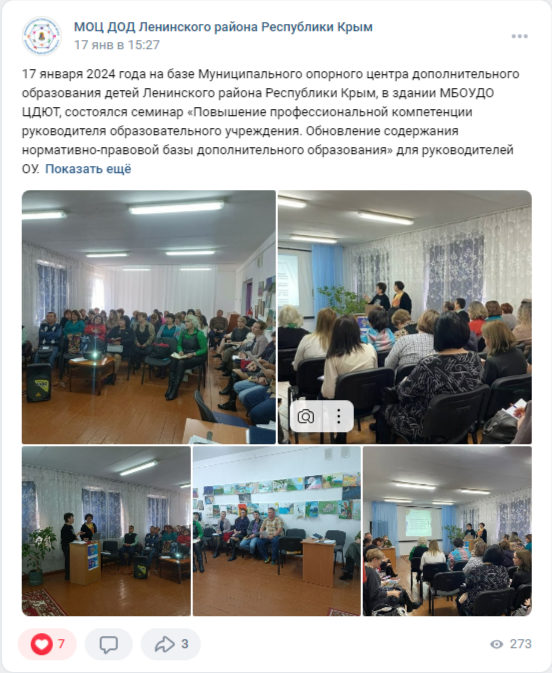 МОЦ ДОД Ленинского района Республики Крым
17 янв в 15:27
17 января 2024 года на базе Муниципального опорного центра дополнительного
образования детей Ленинского района Республики Крым, в здании МБОУДО
ЦДЮТ, состоялся семинар «Повышение профессиональной компетенции
руководителя образовательного учреждения. Обновление содержания
нормативно-правовой базы дополнительного образования» для руководителей
ОУ. Показать ещё
7
3
273